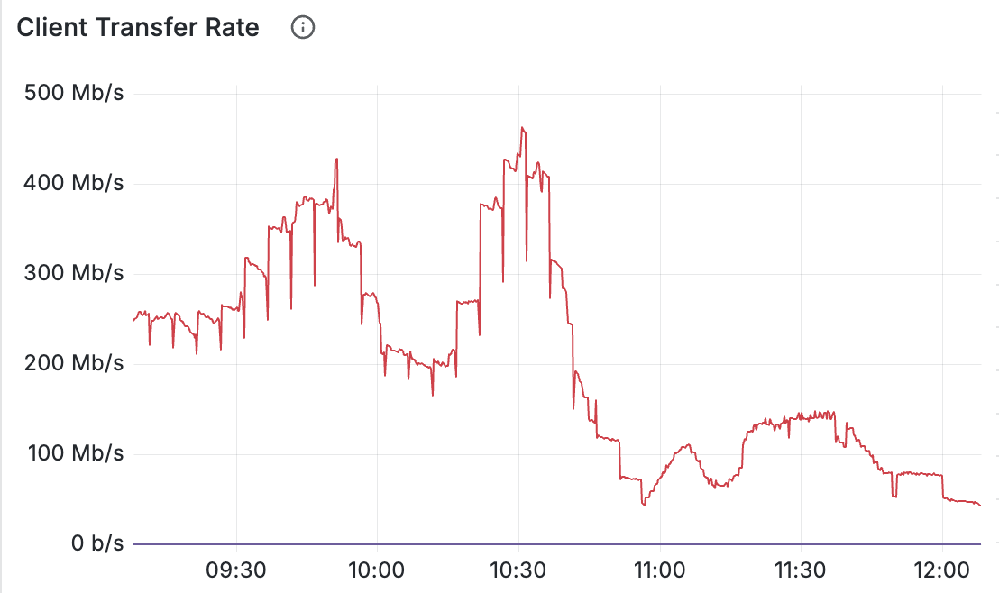 Client Transfer Rate
500 Mb/s
400 Mb/s
300 Mb/s
200 Mb/s
100 Mb/s
0 b/s
09:30 10:00 10:30 11:00 11:30 12:00